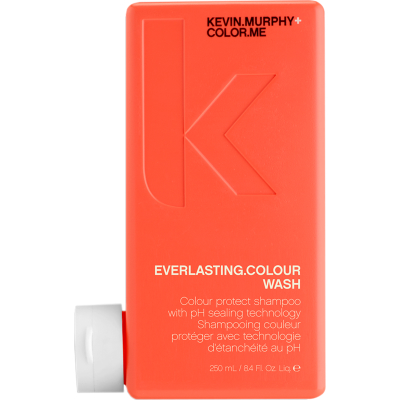 KEVIN.MURPHY+
COLOR.ME
K
EVERLASTING.COLOUR
WASH
Colour protect shampoo
with pH sealing technology
Shampooing couleur
protéger avec technologie
d'étanchéité au pH
250 mL / 8.4 Fl. Oz. Liq. ℮